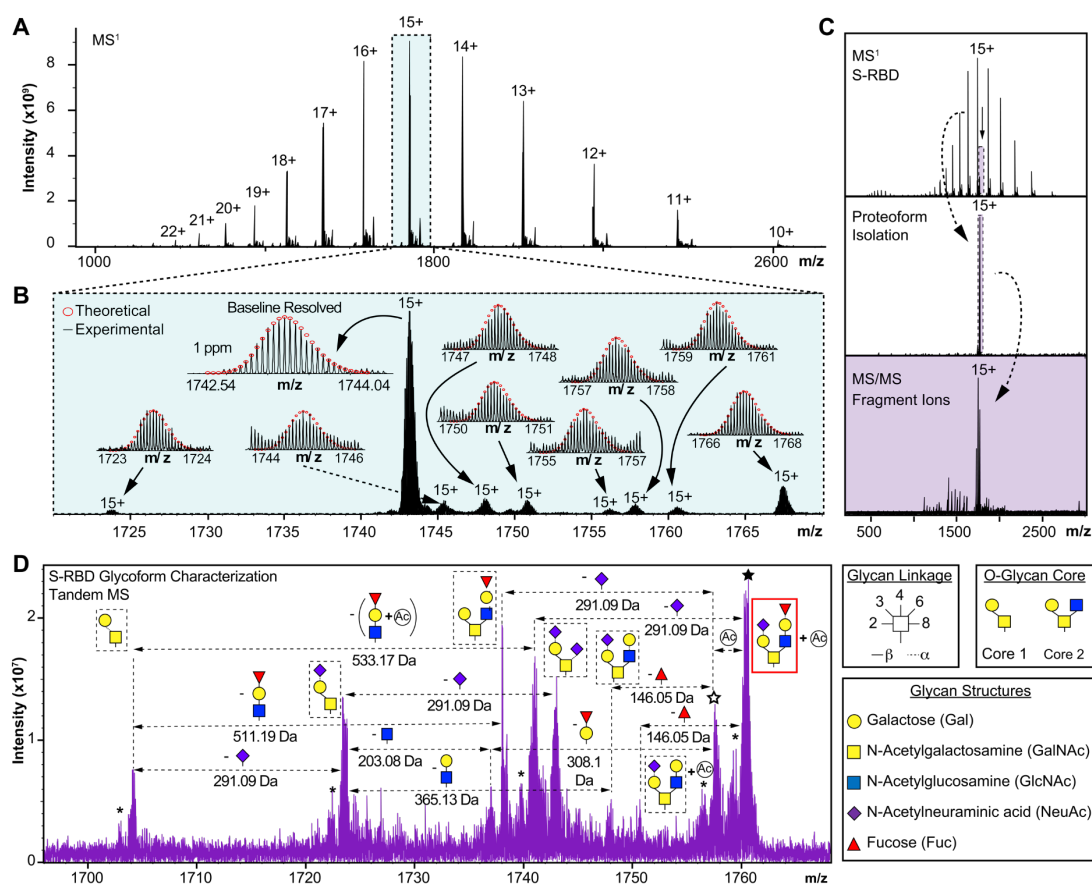 A
MS¹
Intensity (x10⁹)
8
6
4
2
0
22+
21+
20+
19+
18+
17+
16+
15+
14+
13+
12+
11+
10+
1000
1800
2600
m/z
B
Theoretical
Experimental
Baseline Resolved
1 ppm
1742.54
m/z
1744.04
15+
1747
m/z
1748
1750
m/z
1751
1757
m/z
1758
1755
m/z
1757
1759
m/z
1761
1766
m/z
1768
1723
m/z
1724
1744
m/z
1746
15+
15+
15+
15+
15+
15+
15+
15+
1725
1730
1735
1740
1745
1750
1755
1760
1765
m/z
C
MS¹
S-RBD
15+
Proteoform
Isolation
15+
MS/MS
Fragment Ions
15+
500
1500
2500
m/z
D
S-RBD Glycoform Characterization
Tandem MS
Intensity (x10⁷)
2
1
0
- ( +Ac )
533.17 Da
-
511.19 Da
-
291.09 Da
-
291.09 Da
-
203.08 Da
-
365.13 Da
-
308.1
Da
-
291.09 Da
-
291.09 Da
Ac
-
146.05 Da
-
146.05 Da
+ Ac
+Ac
*
*
*
*
*
1700
1710
1720
1730
1740
1750
1760
m/z
Glycan Linkage
2
3
4
6
8
—β
····α
O-Glycan Core
Core 1
Core 2
Glycan Structures
Galactose (Gal)
N-Acetylgalactosamine (GalNAc)
N-Acetylglucosamine (GlcNAc)
N-Acetylneuraminic acid (NeuAc)
Fucose (Fuc)